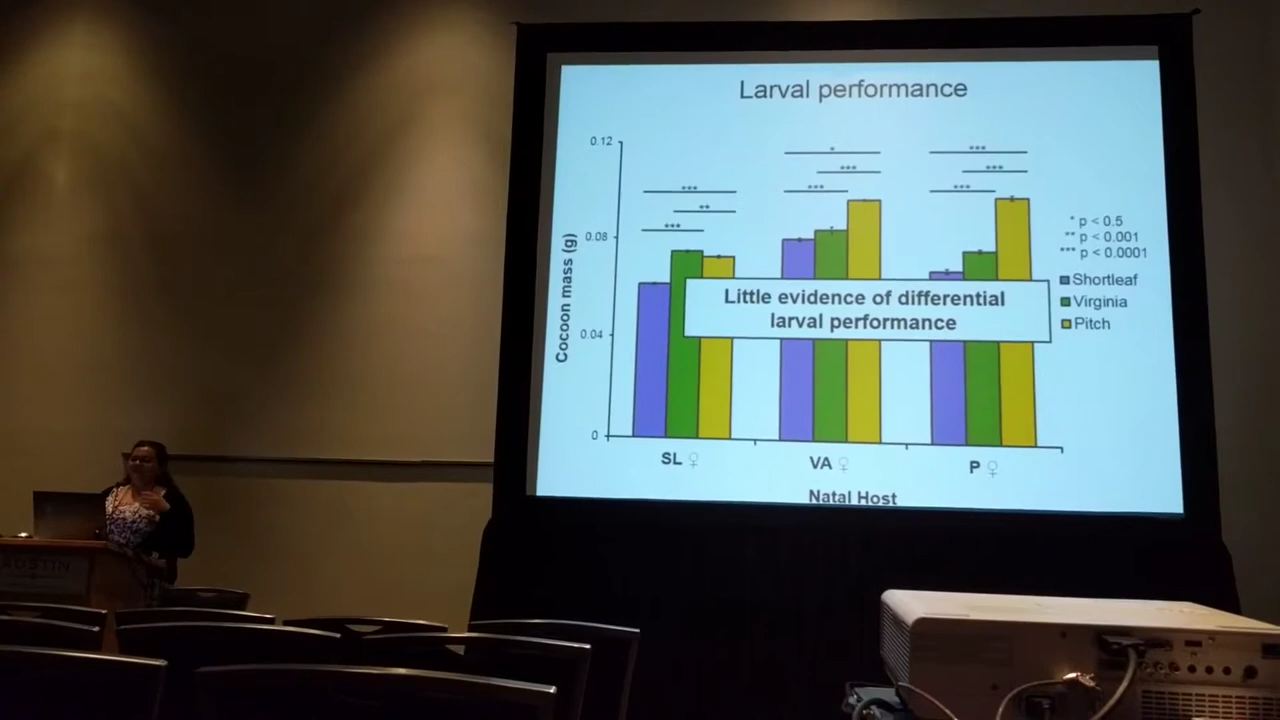 Larval performance
0.12
0.08
0.04
0
Cocoon mass (g)
***
**
***
*
***
***
***
***
***
* p < 0.5
** p < 0.001
*** p < 0.0001
Shortleaf
Virginia
Pitch
Little evidence of differential
larval performance
SL ♀
VA ♀
P ♀
Natal Host
AUSTIN